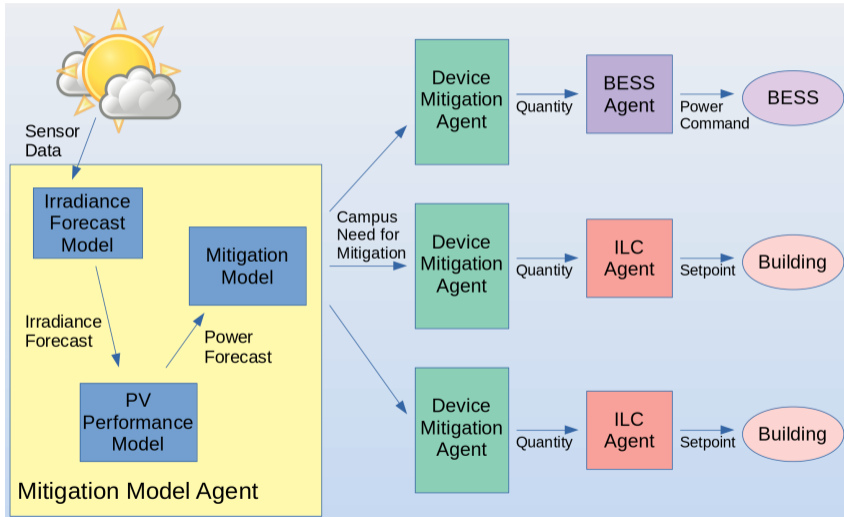 Sensor
Data
Irradiance
Forecast
Model
Irradiance
Forecast
PV
Performance
Model
Power
Forecast
Mitigation
Model
Mitigation Model Agent
Campus
Need for
Mitigation
Device
Mitigation
Agent
Quantity
BESS
Agent
Power
Command
BESS
Device
Mitigation
Agent
Quantity
ILC
Agent
Setpoint
Building
Device
Mitigation
Agent
Quantity
ILC
Agent
Setpoint
Building